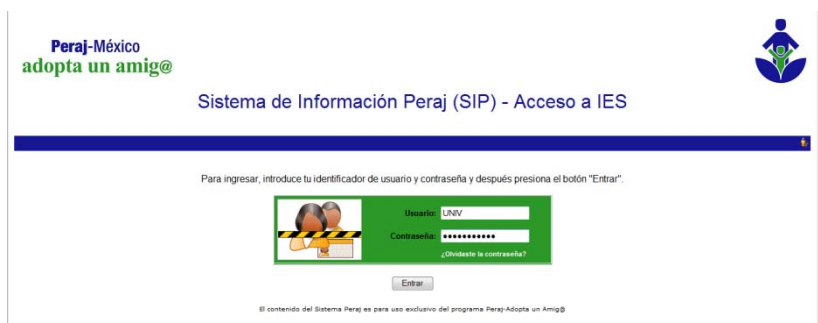 Peraj-México
adopta un amig@
Sistema de Información Peraj (SIP) - Acceso a IES
Para ingresar, introduce tu identificador de usuario y contraseña y después presiona el botón "Entrar".
Usuario: UNIV
Contraseña: ●●●●●●●●●●●
¿Olvidaste la contraseña?
Entrar
El contenido del Sistema Peraj es para uso exclusivo del programa Peraj-Adopta un Amig@